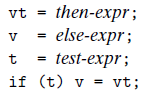 vt = then-expr;
v = else-expr;
t = test-expr;
if (t) v = vt;